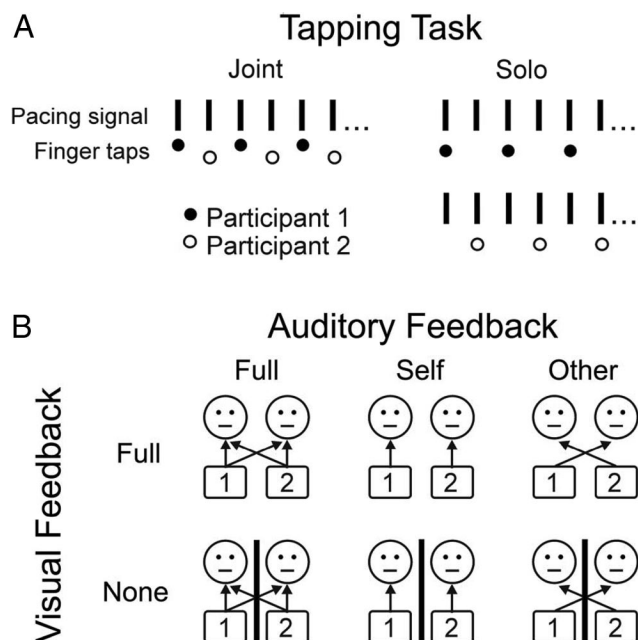 A
Tapping Task
Joint
Solo
Pacing signal
...
...
Finger taps
Participant 1
Participant 2
...
B
Auditory Feedback
Full
Self
Other
Visual Feedback
Full
1 2
1 2
1 2
None
1 2
1 2
1 2